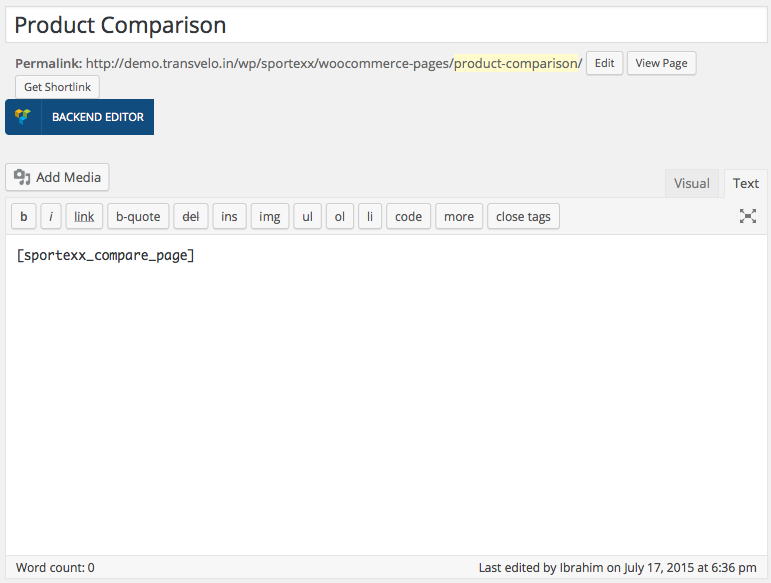 Product Comparison
Permalink: http://demo.transvelo.in/wp/sportexx/woocommerce-pages/product-comparison/ Edit View Page
Get Shortlink
BACKEND EDITOR
Add Media Visual Text
b i link b-quote del ins img ul ol li code more close tags
[sportexx_compare_page]
Word count: 0 Last edited by Ibrahim on July 17, 2015 at 6:36 pm